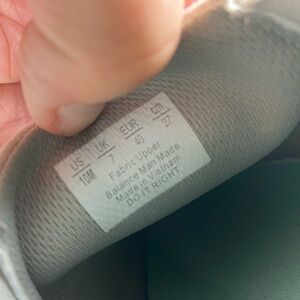 US UK EUR cm
10M 7 40 27
Fabric Upper
Balance Man Made
Made in Vietnam
DO IT RIGHT